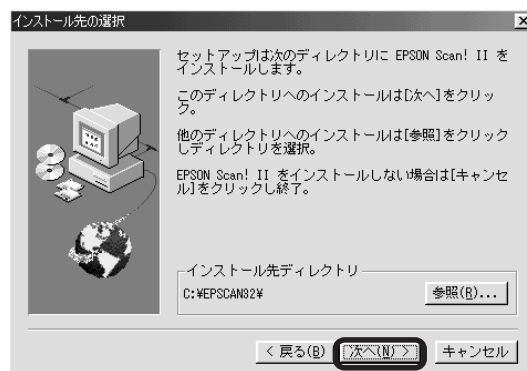 インストール先の選択
セットアップは次のディレクトリに EPSON Scan! II を
インストールします。
このディレクトリへのインストールは[次へ]をクリッ
ク。
他のディレクトリへのインストールは[参照]をクリック
しディレクトリを選択。
EPSON Scan! II をインストールしない場合は[キャンセ
ル]をクリックし終了。
インストール先ディレクトリ
C:¥EPSCAN32¥
参照(R)...
< 戻る(B)
次へ(N) >
キャンセル